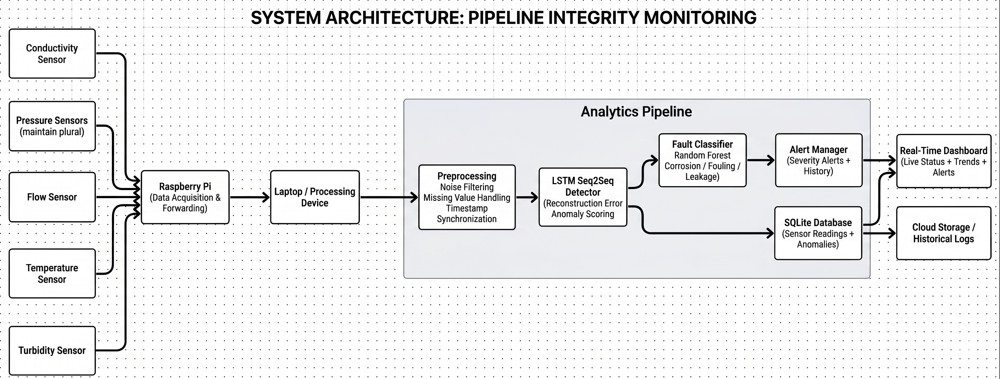 SYSTEM ARCHITECTURE: PIPELINE INTEGRITY MONITORING
Conductivity
Sensor
Pressure Sensors
(maintain plural)
Flow Sensor
Temperature
Sensor
Turbidity Sensor
Raspberry Pi
(Data Acquisition &
Forwarding)
Laptop / Processing
Device
Analytics Pipeline
Preprocessing
Noise Filtering
Missing Value Handling
Timestamp
Synchronization
LSTM Seq2Seq
Detector
(Reconstruction Error
Anomaly Scoring
Fault Classifier
Random Forest
Corrosion / Fouling /
Leakage)
Alert Manager
(Severity Alerts +
History)
SQLite Database
(Sensor Readings +
Anomalies)
Real-Time Dashboard
(Live Status + Trends +
Alerts
Cloud Storage /
Historical Logs